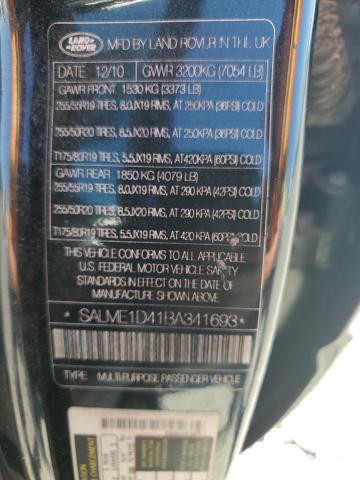 LAND
ROVER
MFD BY LAND ROVER IN THE UK
DATE 12/10 GVWR 3200KG (7054 LB)
GAWR FRONT 1530 KG (3373 LB)
255/55R19 TIRES, 8.0JX19 RIMS, AT 250KPA (36PSI) COLD
255/50R20 TIRES, 8.5JX20 RIMS, AT 250KPA (36PSI) COLD
T175/80R19 TIRES, 5.5JX19 RIMS, AT420KPA (60PSI) COLD
GAWR REAR 1850 KG (4079 LB)
255/55R19 TIRES, 8.0JX19 RIMS, AT 290 KPA (42PSI) COLD
255/50R20 TIRES, 8.5JX20 RIMS, AT 290 KPA (42PSI) COLD
T175/80R19 TIRES, 5.5JX19 RIMS, AT 420 KPA (60PSI) COLD
THIS VEHICLE CONFORMS TO ALL APPLICABLE
U.S. FEDERAL MOTOR VEHICLE SAFETY
STANDARDS IN EFFECT ON THE DATE OF
MANUFACTURE SHOWN ABOVE
*SALME1D41BA341693*
TYPE MULTI-PURPOSE PASSENGER VEHICLE